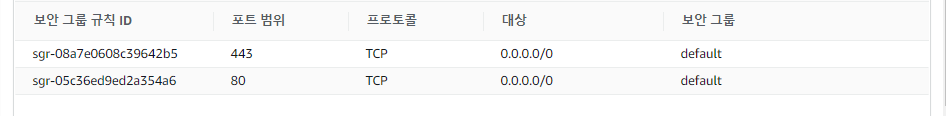 보안 그룹 규칙 ID 포트 범위 프로토콜 대상 보안 그룹
sgr-08a7e0608c39642b5 443 TCP 0.0.0.0/0 default
sgr-05c36ed9ed2a354a6 80 TCP 0.0.0.0/0 default